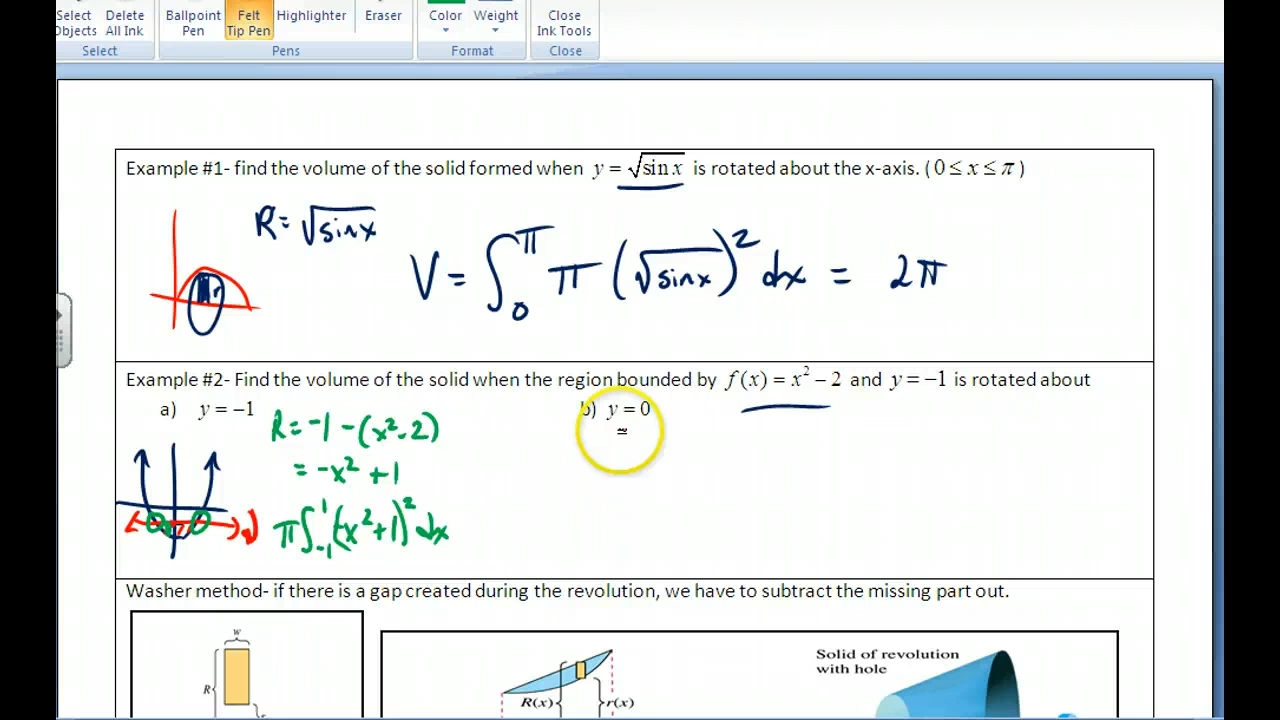 Select Objects
Delete All Ink
Ballpoint Pen
Felt Tip Pen
Highlighter
Eraser
Color
Weight
Close Ink Tools
Select
Pens
Format
Close
Example #1- find the volume of the solid formed when y = √sin x is rotated about the x-axis. ( 0 ≤ x ≤ π )
R = √sinx
V = ∫₀^π π (√sinx)² dx = 2π
Example #2- Find the volume of the solid when the region bounded by f(x) = x² − 2 and y = −1 is rotated about
a) y = −1
b) y = 0
R = -1 - (x² - 2)
= -x² + 1
π∫₋₁^1 (-x² + 1)² dx
Washer method- if there is a gap created during the revolution, we have to subtract the missing part out.
w
R
R(x)
r(x)
Solid of revolution
with hole